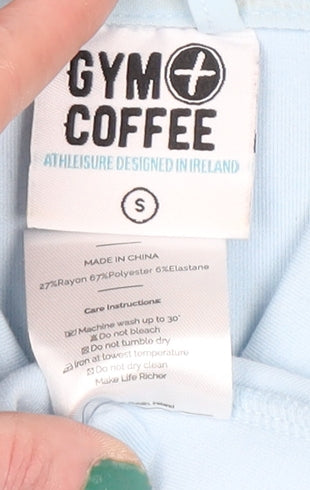 GYM+
COFFEE
ATHLEISURE DESIGNED IN IRELAND
S
MADE IN CHINA
27%Rayon 67%Polyester 6%Elastane
Care Instructions:
Machine wash up to 30°
Do not bleach
Do not tumble dry
Iron at lowest temperature
Do not dry clean
Make Life Richer
Ireland